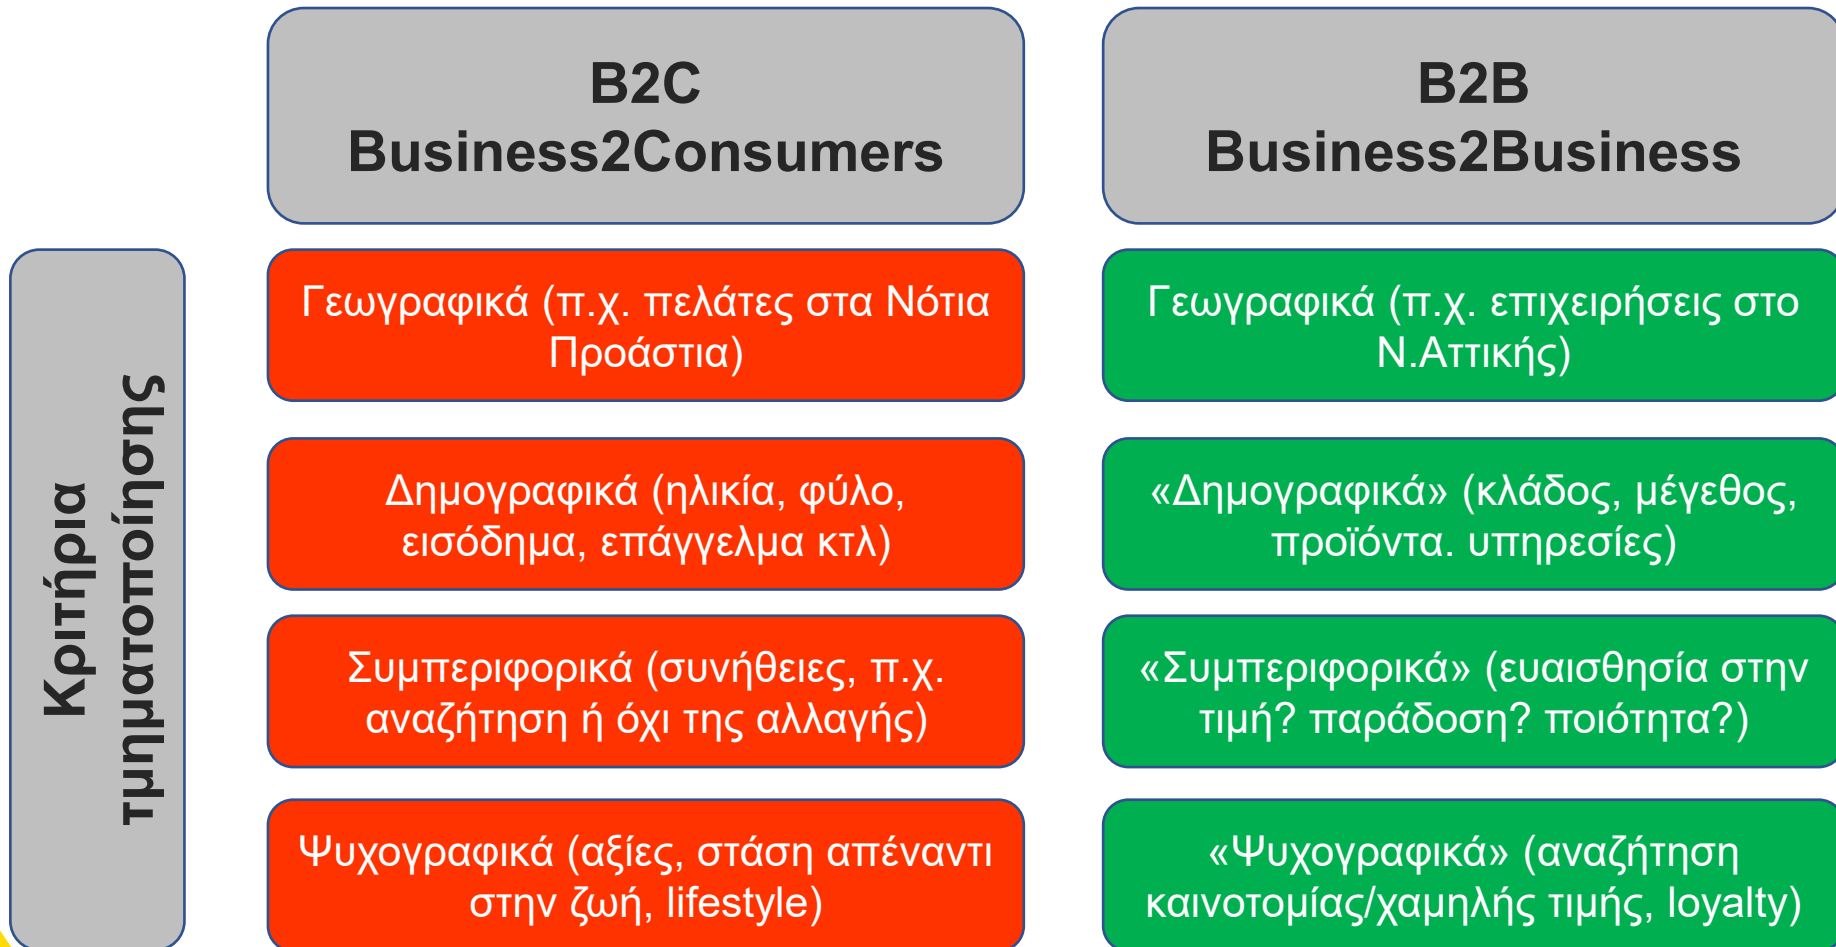 B2C
Business2Consumers
B2B
Business2Business
Κριτήρια
τμηματοποίησης
Γεωγραφικά (π.χ. πελάτες στα Νότια
Προάστια)
Γεωγραφικά (π.χ. επιχειρήσεις στο
Ν.Αττικής)
Δημογραφικά (ηλικία, φύλο,
εισόδημα, επάγγελμα κτλ)
«Δημογραφικά» (κλάδος, μέγεθος,
προϊόντα. υπηρεσίες)
Συμπεριφορικά (συνήθειες, π.χ.
αναζήτηση ή όχι της αλλαγής)
«Συμπεριφορικά» (ευαισθησία στην
τιμή? παράδοση? ποιότητα?)
Ψυχογραφικά (αξίες, στάση απέναντι
στην ζωή, lifestyle)
«Ψυχογραφικά» (αναζήτηση
καινοτομίας/χαμηλής τιμής, loyalty)